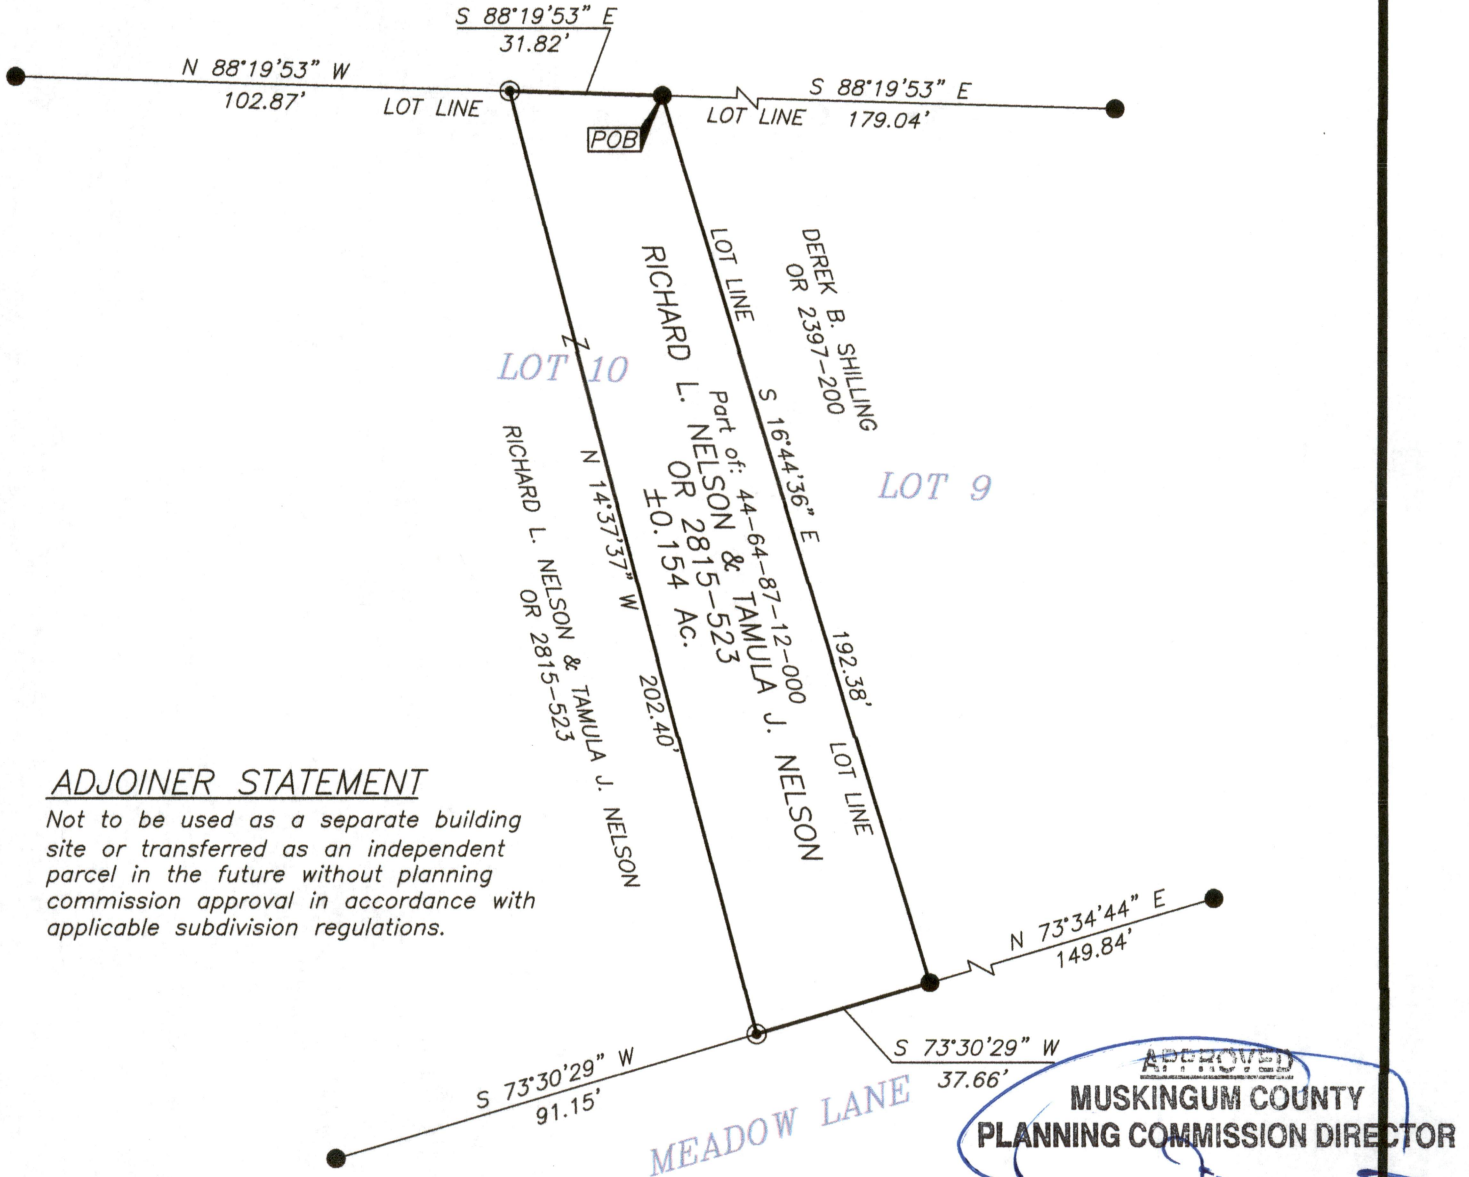 S 88°19'53" E
31.82'
N 88°19'53" W
102.87'
LOT LINE
S 88°19'53" E
LOT LINE
179.04'
POB
LOT LINE
DEREK B. SHILLING
OR 2397-200
LOT 10
LOT 9
S 16°44'36" E
192.38'
LOT LINE
Part of: 44-64-87-12-000
RICHARD L. NELSON & TAMULA J. NELSON
OR 2815-523
±0.154 Ac.
N 14°37'37" W
202.40'
RICHARD L. NELSON & TAMULA J. NELSON
OR 2815-523
ADJOINER STATEMENT
Not to be used as a separate building
site or transferred as an independent
parcel in the future without planning
commission approval in accordance with
applicable subdivision regulations.
N 73°34'44" E
149.84'
S 73°30'29" W
37.66'
S 73°30'29" W
91.15'
MEADOW LANE
APPROVED
MUSKINGUM COUNTY
PLANNING COMMISSION DIRECTOR